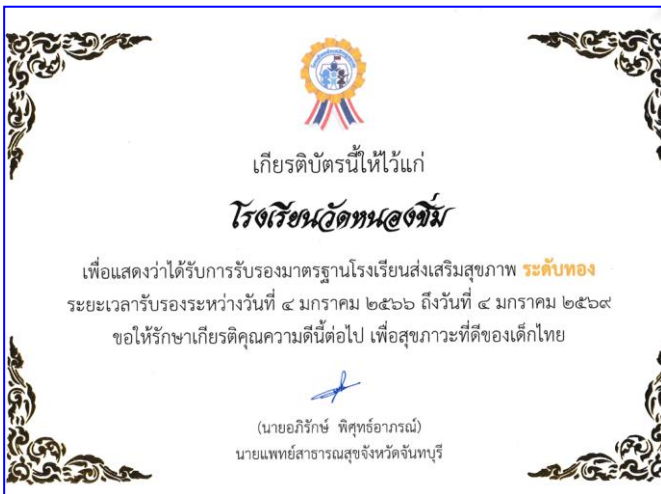 เกียรติบัตรนี้ให้ไว้แก่
โรงเรียนวัดหนองชิ่ม
เพื่อแสดงว่าได้รับการรับรองมาตรฐานโรงเรียนส่งเสริมสุขภาพ ระดับทอง
ระยะเวลารับรองระหว่างวันที่ ๔ มกราคม ๒๕๖๖ ถึงวันที่ ๔ มกราคม ๒๕๖๙
ขอให้รักษาเกียรติคุณความดีนี้ต่อไป เพื่อสุขภาวะที่ดีของเด็กไทย
(นายอภิรักษ์ พิศุทธ์อาภรณ์)
นายแพทย์สาธารณสุขจังหวัดจันทบุรี